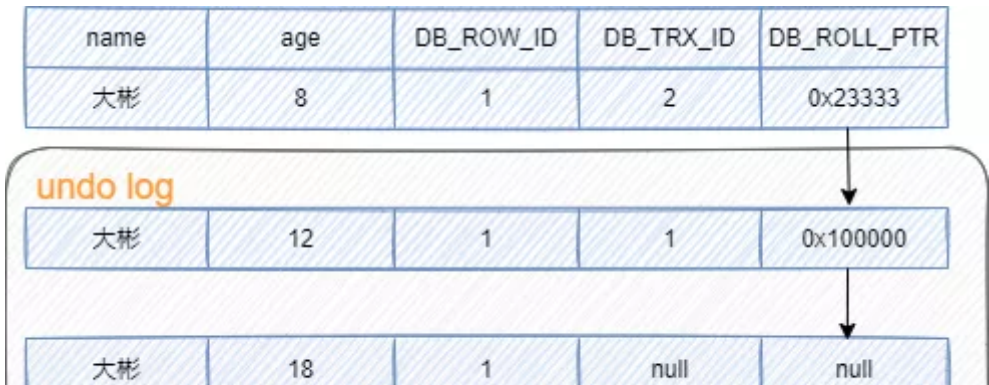 name age DB_ROW_ID DB_TRX_ID DB_ROLL_PTR
大彬 8 1 2 0x23333
undo log
大彬 12 1 1 0x100000
大彬 18 1 null null